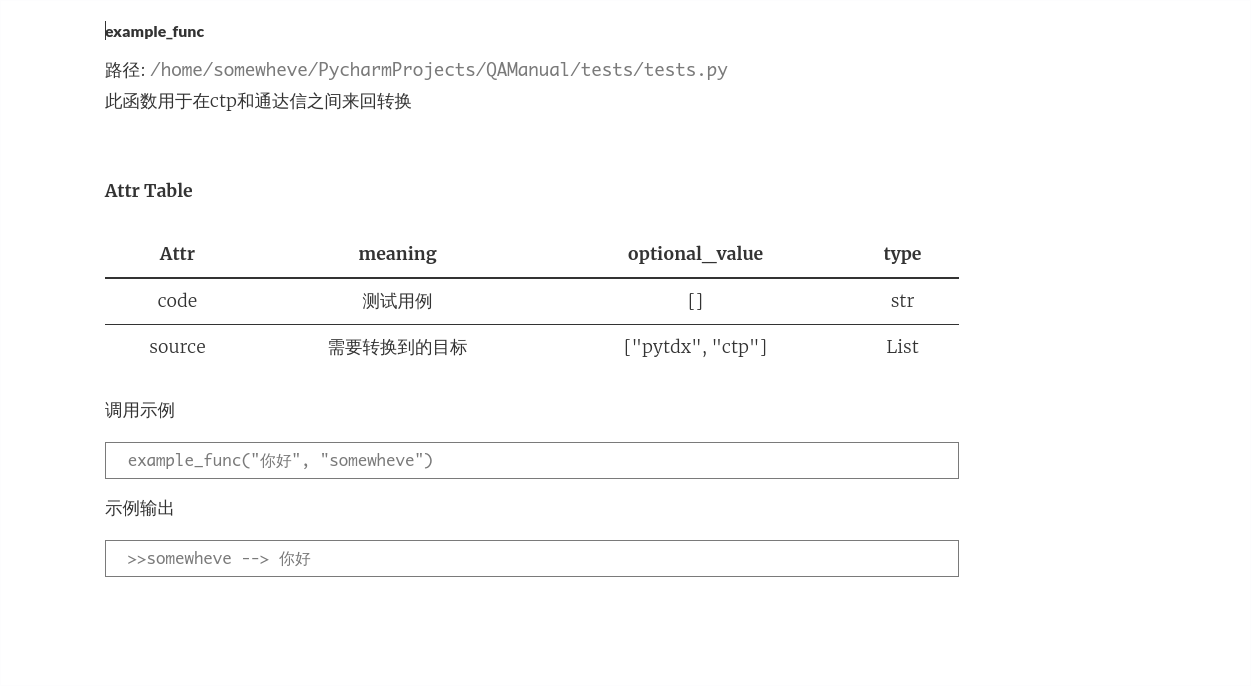 example_func
路径: /home/somewheve/PycharmProjects/QAManual/tests/tests.py
此函数用于在ctp和通达信之间来回转换
Attr Table
Attr meaning optional_value type
code 测试用例 [] str
source 需要转换到的目标 ["pytdx", "ctp"] List
调用示例
example_func("你好", "somewheve")
示例输出
>>somewheve --> 你好